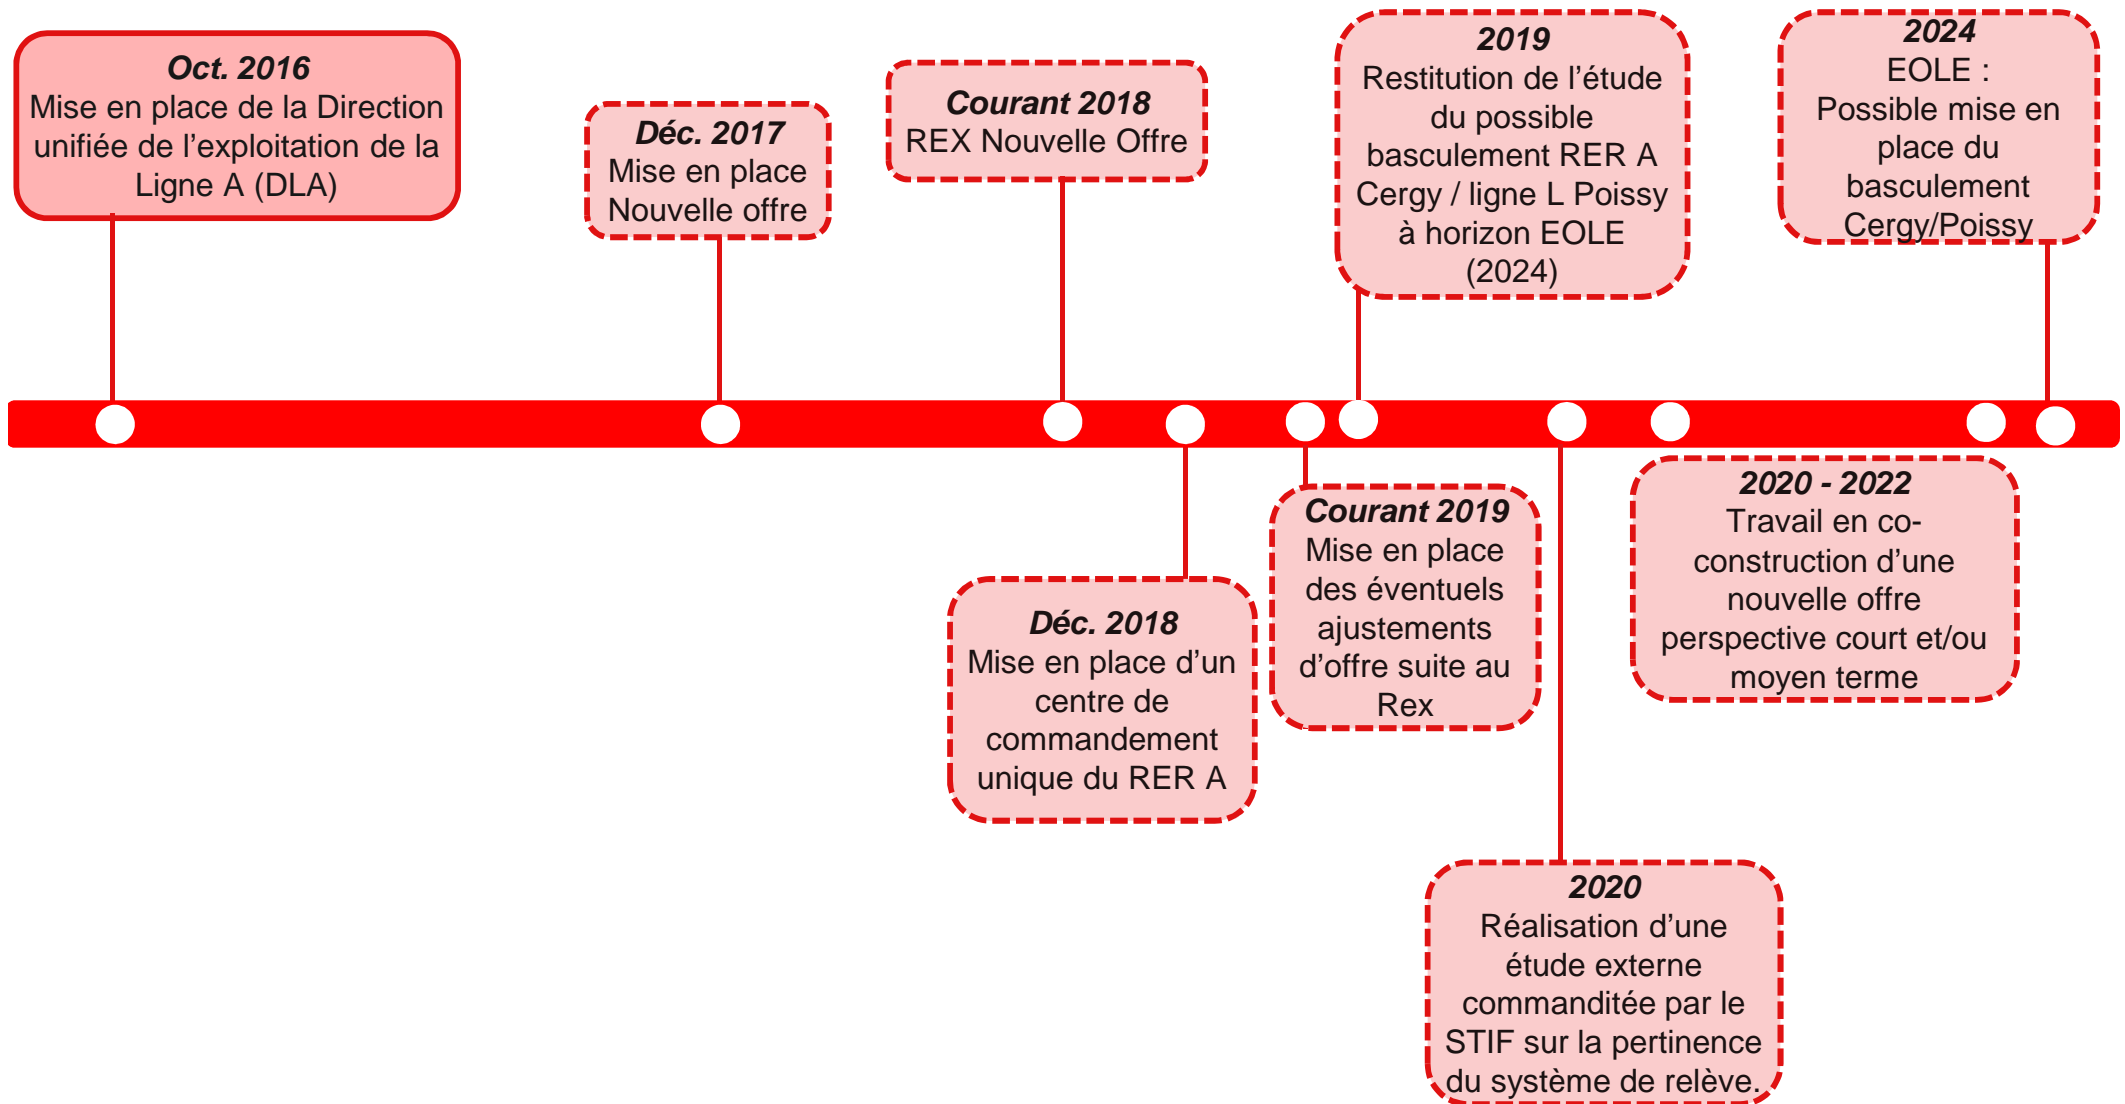 Oct. 2016
Mise en place de la Direction
unifiée de l'exploitation de la
Ligne A (DLA)
Déc. 2017
Mise en place
Nouvelle offre
Courant 2018
REX Nouvelle Offre
2019
Restitution de l’étude
du possible
basculement RER A
Cergy / ligne L Poissy
à horizon EOLE
(2024)
2024
EOLE :
Possible mise en
place du
basculement
Cergy/Poissy
Déc. 2018
Mise en place d’un
centre de
commandement
unique du RER A
Courant 2019
Mise en place
des éventuels
ajustements
d’offre suite au
Rex
2020
Réalisation d’une
étude externe
commanditée par le
STIF sur la pertinence
du système de relève.
2020 - 2022
Travail en co-
construction d’une
nouvelle offre
perspective court et/ou
moyen terme